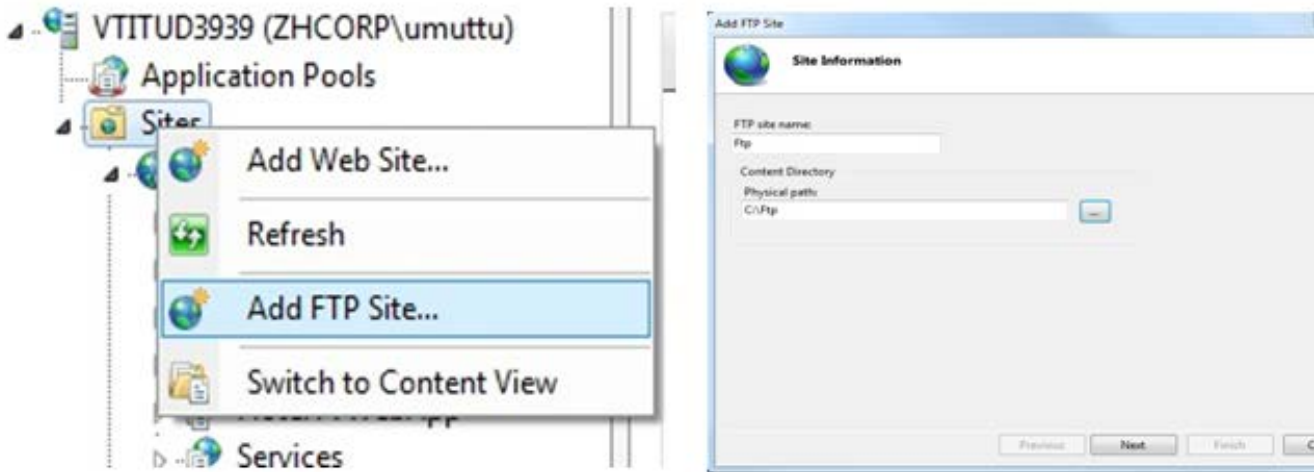 VTITUD3939 (ZHCORP\umuttu)
Application Pools
Sites
Add Web Site...
Refresh
Add FTP Site...
Switch to Content View
Services
Add FTP Site
Site Information
FTP site name:
Ftp
Content Directory
Physical path:
C:\Ftp
...
Previous
Next
Finish